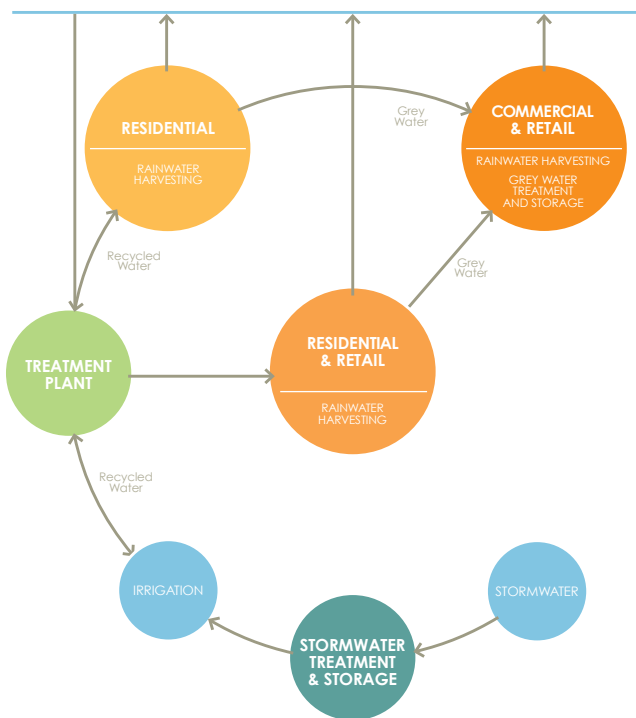 RESIDENTIAL
RAINWATER
HARVESTING
Grey
Water
COMMERCIAL
& RETAIL
RAINWATER HARVESTING
GREY WATER
TREATMENT
AND STORAGE
Recycled
Water
Grey
Water
TREATMENT
PLANT
RESIDENTIAL
& RETAIL
RAINWATER
HARVESTING
Recycled
Water
IRRIGATION
STORMWATER
STORMWATER
TREATMENT
& STORAGE